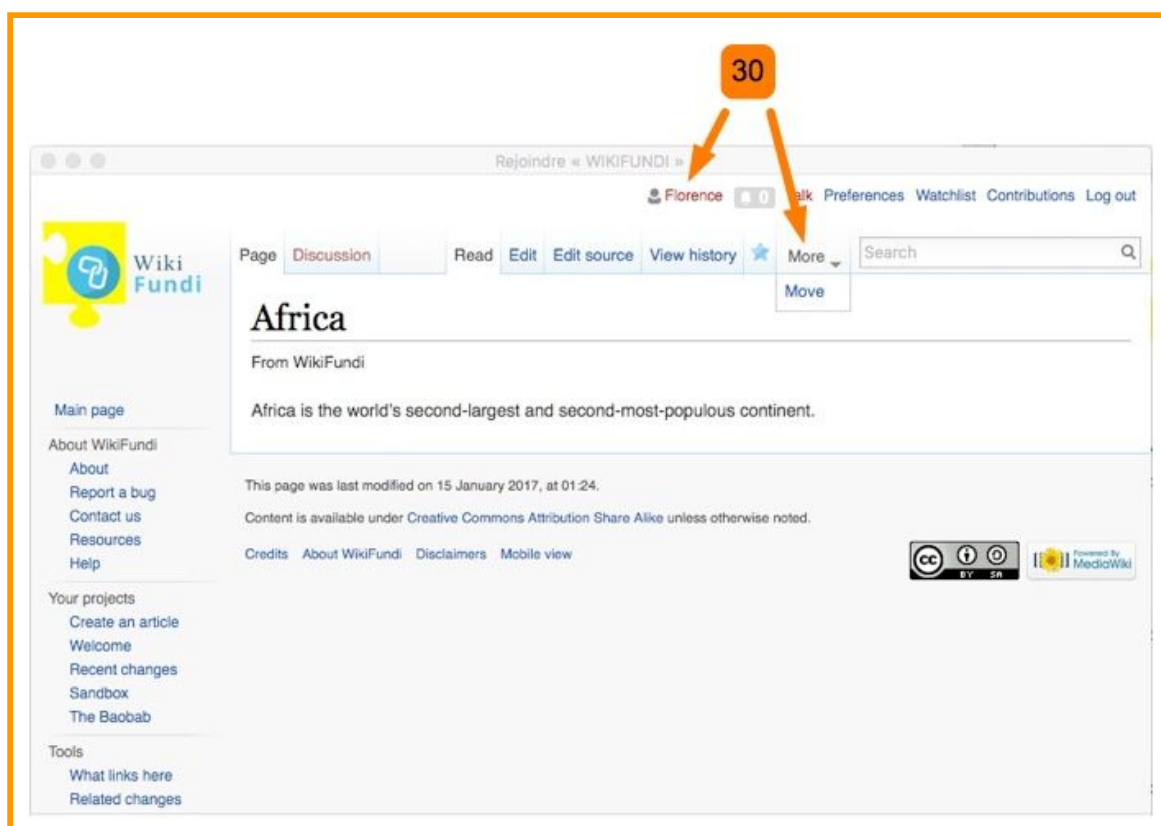 30
Rejoindre « WIKIFUNDI »
Florence 0 Talk Preferences Watchlist Contributions Log out
Wiki
Fundi
Page Discussion Read Edit Edit source View history More Search
Move
Africa
From WikiFundi
Africa is the world's second-largest and second-most-populous continent.
This page was last modified on 15 January 2017, at 01:24.
Content is available under Creative Commons Attribution Share Alike unless otherwise noted.
Credits About WikiFundi Disclaimers Mobile view
cc BY SA
Powered By
MediaWiki
Main page
About WikiFundi
About
Report a bug
Contact us
Resources
Help
Your projects
Create an article
Welcome
Recent changes
Sandbox
The Baobab
Tools
What links here
Related changes